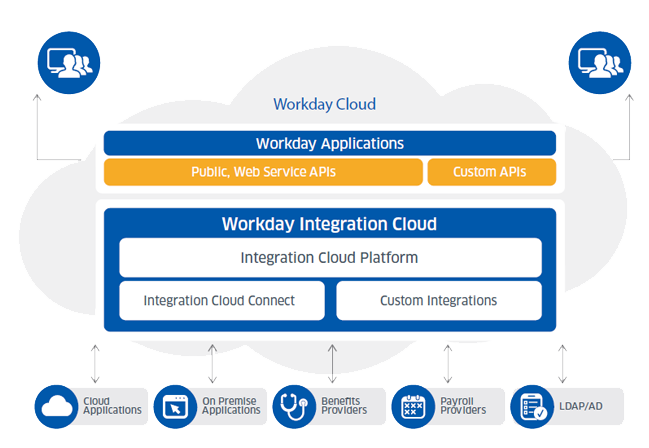 Workday Cloud
Workday Applications
Public, Web Service APIs
Custom APIs
Workday Integration Cloud
Integration Cloud Platform
Integration Cloud Connect
Custom Integrations
Cloud
Applications
On Premise
Applications
Benefits
Providers
Payroll
Providers
LDAP/AD